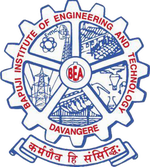 BAPUJI INSTITUTE OF ENGINEERING AND TECHNOLOGY
BEA
DAVANGERE
कर्मणैव हि संसिद्धिः